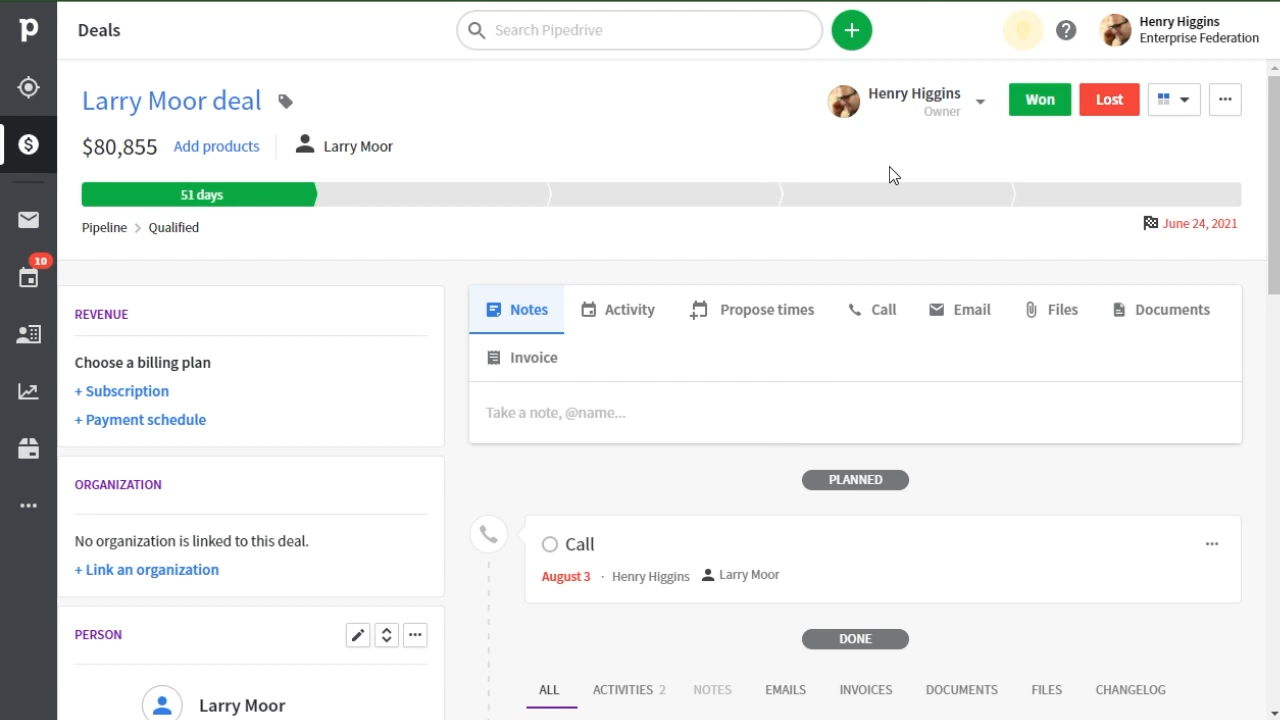 p
Deals
Search Pipedrive
Henry Higgins
Enterprise Federation
Larry Moor deal
Henry Higgins
Owner
Won
Lost
$80,855
Add products
Larry Moor
51 days
Pipeline
Qualified
June 24, 2021
10
REVENUE
Choose a billing plan
+ Subscription
+ Payment schedule
ORGANIZATION
No organization is linked to this deal.
+ Link an organization
PERSON
Larry Moor
Notes
Activity
Propose times
Call
Email
Files
Documents
Invoice
Take a note, @name...
PLANNED
Call
August 3 · Henry Higgins Larry Moor
DONE
ALL
ACTIVITIES 2
NOTES
EMAILS
INVOICES
DOCUMENTS
FILES
CHANGELOG